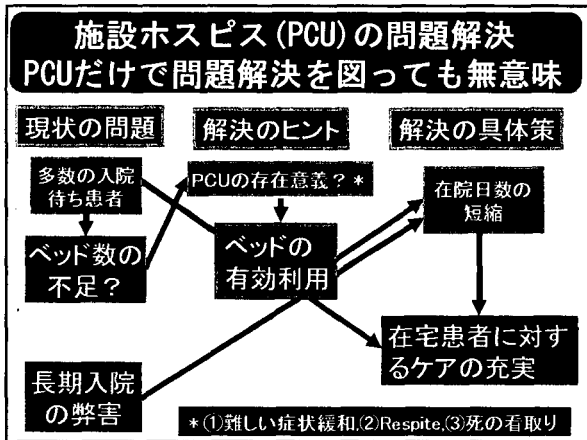 施設ホスピス(PCU)の問題解決
PCUだけで問題解決を図っても無意味
現状の問題
解決のヒント
解決の具体策
多数の入院
待ち患者
PCUの存在意義?*
在院日数の
短縮
ベッド数の
不足?
ベッドの
有効利用
在宅患者に対す
るケアの充実
長期入院
の弊害
*①難しい症状緩和,②Respite,③死の看取り